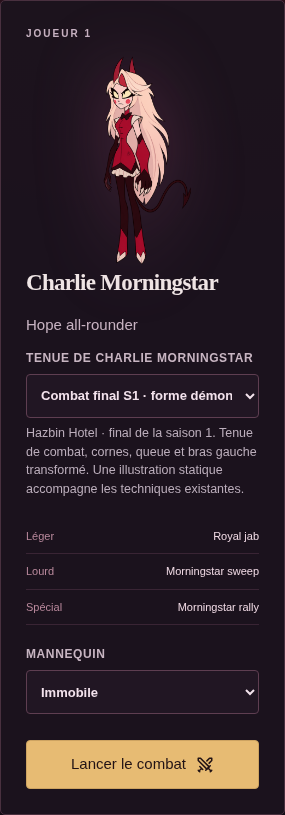 JOUEUR 1
Charlie Morningstar
Hope all-rounder
TENUE DE CHARLIE MORNINGSTAR
Combat final S1 · forme démon
Hazbin Hotel · final de la saison 1. Tenue
de combat, cornes, queue et bras gauche
transformé. Une illustration statique
accompagne les techniques existantes.
Léger Royal jab
Lourd Morningstar sweep
Spécial Morningstar rally
MANNEQUIN
Immobile
Lancer le combat